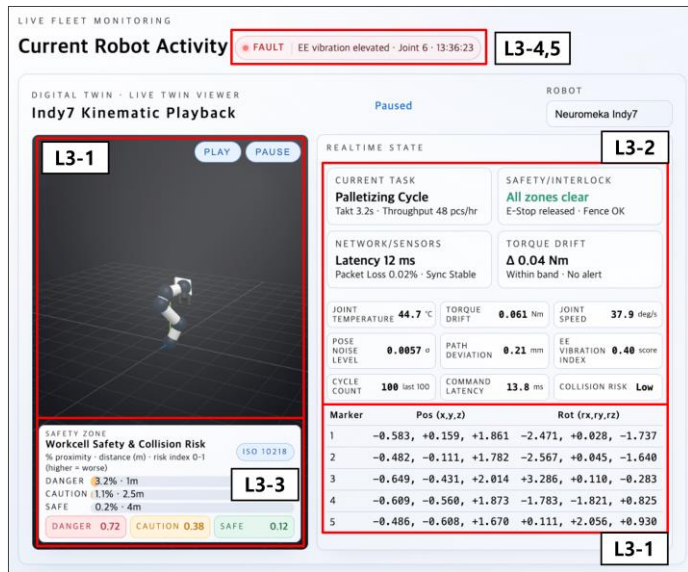 LIVE FLEET MONITORING
Current Robot Activity
FAULT EE vibration elevated · Joint 6 · 13:36:23
L3-4,5
DIGITAL TWIN · LIVE TWIN VIEWER
Indy7 Kinematic Playback
Paused
ROBOT
Neuromeka Indy7
L3-1
PLAY
PAUSE
REALTIME STATE
L3-2
CURRENT TASK
Palletizing Cycle
Takt 3.2s · Throughput 48 pcs/hr
SAFETY/INTERLOCK
All zones clear
E-Stop released · Fence OK
NETWORK/SENSORS
Latency 12 ms
Packet Loss 0.02% · Sync Stable
TORQUE DRIFT
Δ 0.04 Nm
Within band · No alert
JOINT TEMPERATURE 44.7 °C
TORQUE DRIFT 0.061 Nm
JOINT SPEED 37.9 deg/s
POSE NOISE LEVEL 0.0057 σ
PATH DEVIATION 0.21 mm
EE VIBRATION INDEX 0.40 score
CYCLE COUNT 100 last 100
COMMAND LATENCY 13.8 ms
COLLISION RISK Low
SAFETY ZONE
Workcell Safety & Collision Risk
% proximity · distance (m) · risk index 0-1
(higher = worse)
ISO 10218
DANGER 3.2% · 1m
CAUTION 1.1% · 2.5m
SAFE 0.2% · 4m
L3-3
DANGER 0.72
CAUTION 0.38
SAFE 0.12
Marker Pos (x,y,z) Rot (rx,ry,rz)
1 -0.583, +0.159, +1.861 -2.471, +0.028, -1.737
2 -0.482, -0.111, +1.782 -2.567, +0.045, -1.640
3 -0.649, -0.431, +2.014 +3.286, +0.110, -0.283
4 -0.609, -0.560, +1.873 -1.783, -1.821, +0.825
5 -0.486, -0.608, +1.670 +0.111, +2.056, +0.930
L3-1